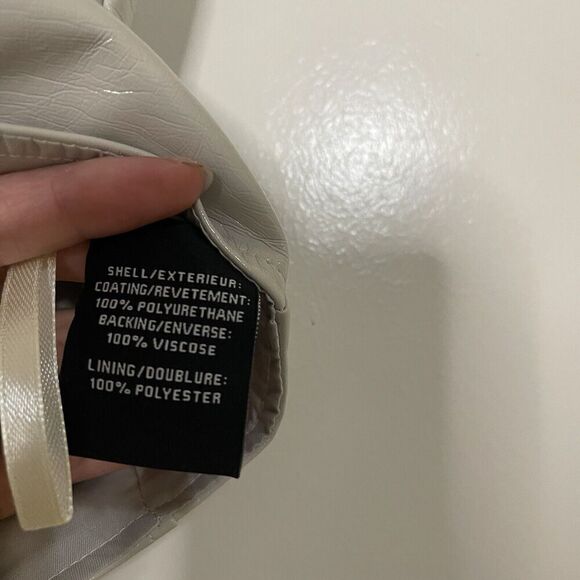 SHELL/EXTERIEUR:
COATING/REVETEMENT:
100% POLYURETHANE
BACKING/ENVERSE:
100% VISCOSE
LINING/DOUBLURE:
100% POLYESTER